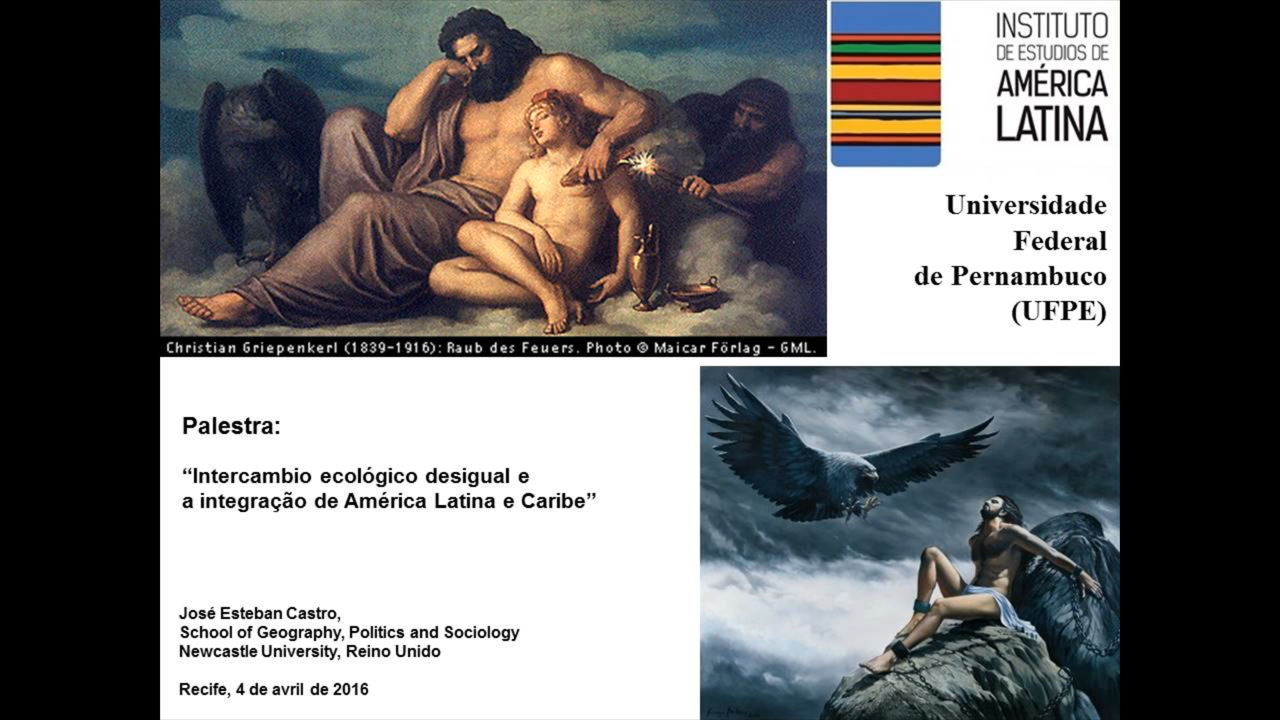 INSTITUTO
DE ESTUDIOS DE
AMÉRICA
LATINA
Universidade
Federal
de Pernambuco
(UFPE)
Christian Griepenkerl (1839-1916): Raub des Feuers. Photo © Maicar Förlag - GML.
Palestra:
“Intercambio ecológico desigual e
a integração de América Latina e Caribe”
José Esteban Castro,
School of Geography, Politics and Sociology
Newcastle University, Reino Unido
Recife, 4 de avril de 2016